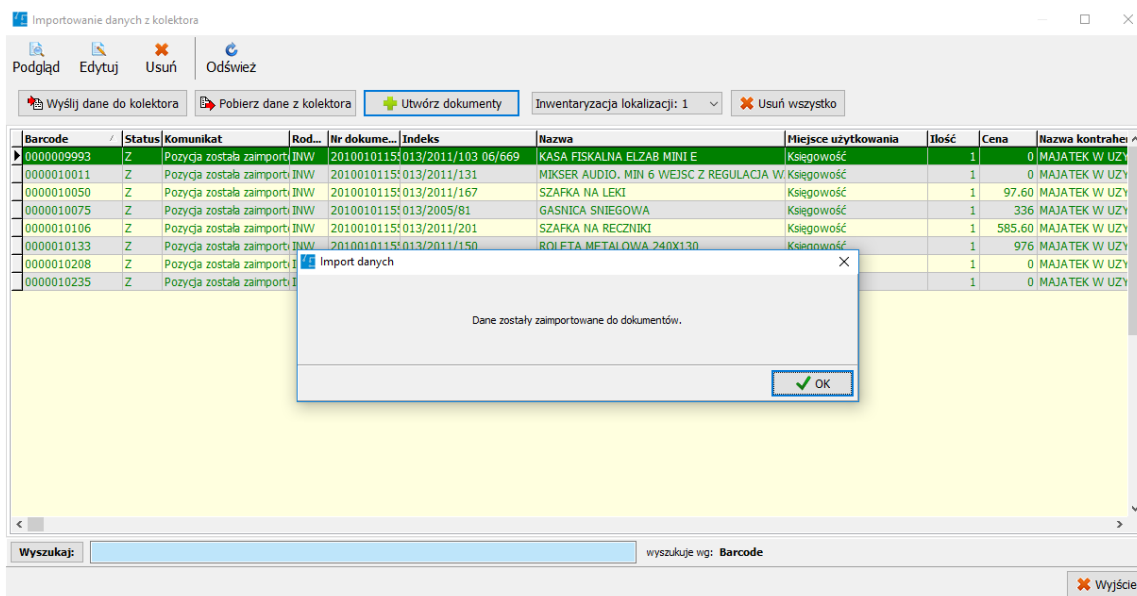 Importowanie danych z kolektora
Podgląd Edytuj Usuń Odśwież
Wyślij dane do kolektora Pobierz dane z kolektora Utwórz dokumenty Inwentaryzacja lokalizacji: 1 Usuń wszystko
Barcode Status Komunikat Rod... Nr dokume... Indeks Nazwa Miejsce użytkowania Ilość Cena Nazwa kontrahe
0000009993 Z Pozycja została zaimport INW 2010010115 013/2011/103 06/669 KASA FISKALNA ELZAB MINI E Księgowość 1 0 MAJATEK W UZY
0000010011 Z Pozycja została zaimport INW 2010010115 013/2011/131 MIKSER AUDIO. MIN 6 WEJSC Z REGULACJA W Księgowość 1 0 MAJATEK W UZY
0000010050 Z Pozycja została zaimport INW 2010010115 013/2011/167 SZAFKA NA LEKI Księgowość 1 97.60 MAJATEK W UZY
0000010075 Z Pozycja została zaimport INW 2010010115 013/2005/81 GASNICA SNIEGOWA Księgowość 1 336 MAJATEK W UZY
0000010106 Z Pozycja została zaimport INW 2010010115 013/2011/201 SZAFKA NA RECZNIKI Księgowość 1 585.60 MAJATEK W UZY
0000010133 Z Pozycja została zaimport INW 2010010115 013/2011/150 ROLETA METALOWA 240X130 Księgowość 1 976 MAJATEK W UZY
0000010208 Z Pozycja została zaimport 1 0 MAJATEK W UZY
0000010235 Z Pozycja została zaimport 1 0 MAJATEK W UZY
Import danych
Dane zostały zaimportowane do dokumentów.
OK
Wyszukaj: wyszukuje wg: Barcode
Wyjście